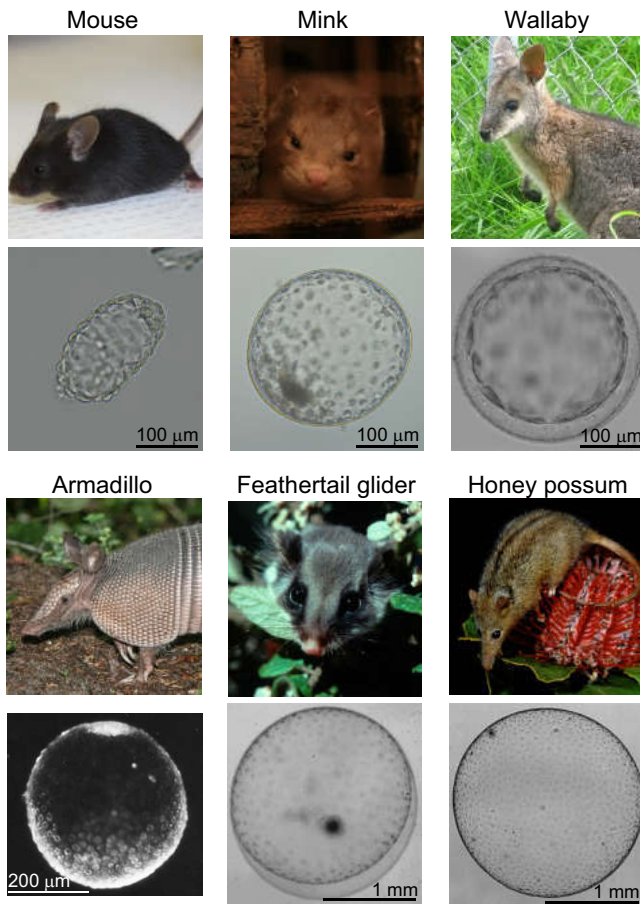 Mouse Mink Wallaby
100 μm 100 μm 100 μm
Armadillo Feathertail glider Honey possum
200 μm 1 mm 1 mm